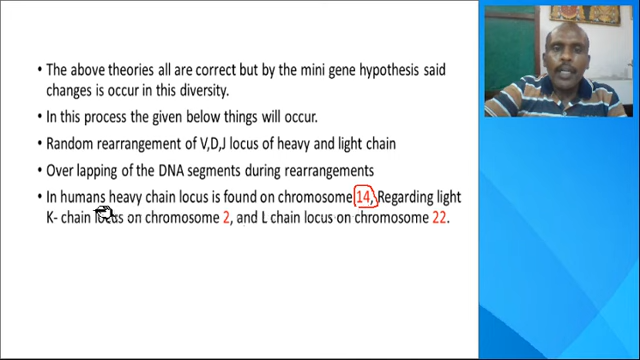 • The above theories all are correct but by the mini gene hypothesis said
changes is occur in this diversity.
• In this process the given below things will occur.
• Random rearrangement of V,D,J locus of heavy and light chain
• Over lapping of the DNA segments during rearrangements
• In humans heavy chain locus is found on chromosome 14, Regarding light
K- chain locus on chromosome 2, and L chain locus on chromosome 22.